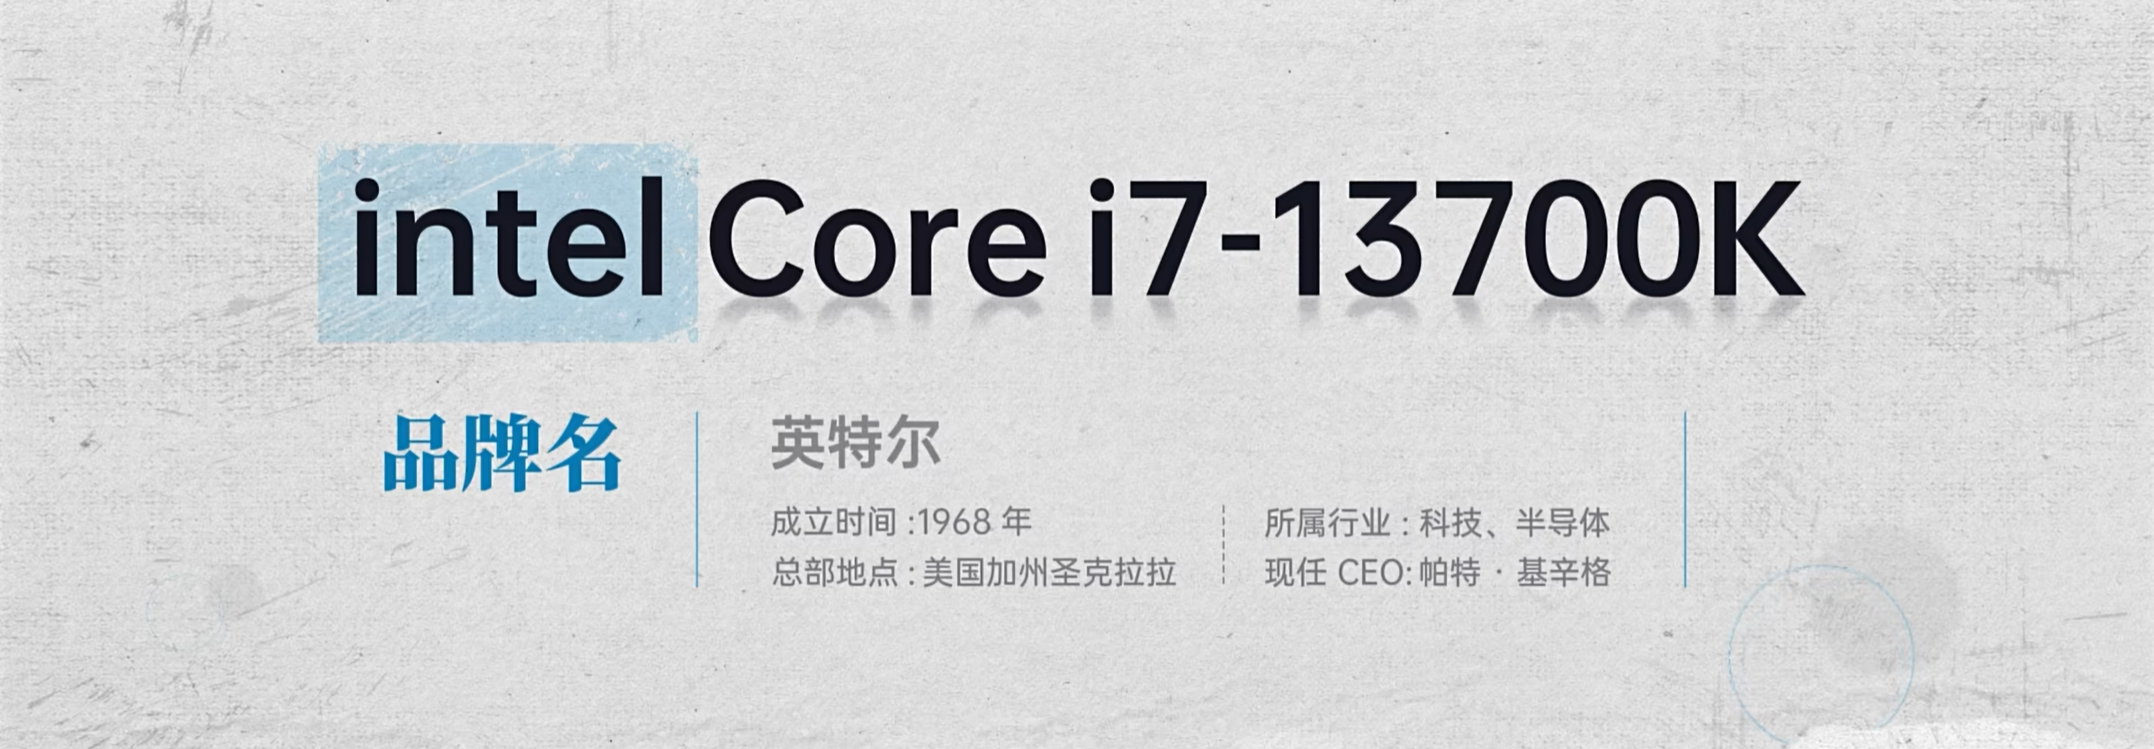 intel Core i7-13700K
品牌名
英特尔
成立时间 :1968 年
总部地点 : 美国加州圣克拉拉
所属行业 : 科技、半导体
现任 CEO: 帕特 · 基辛格